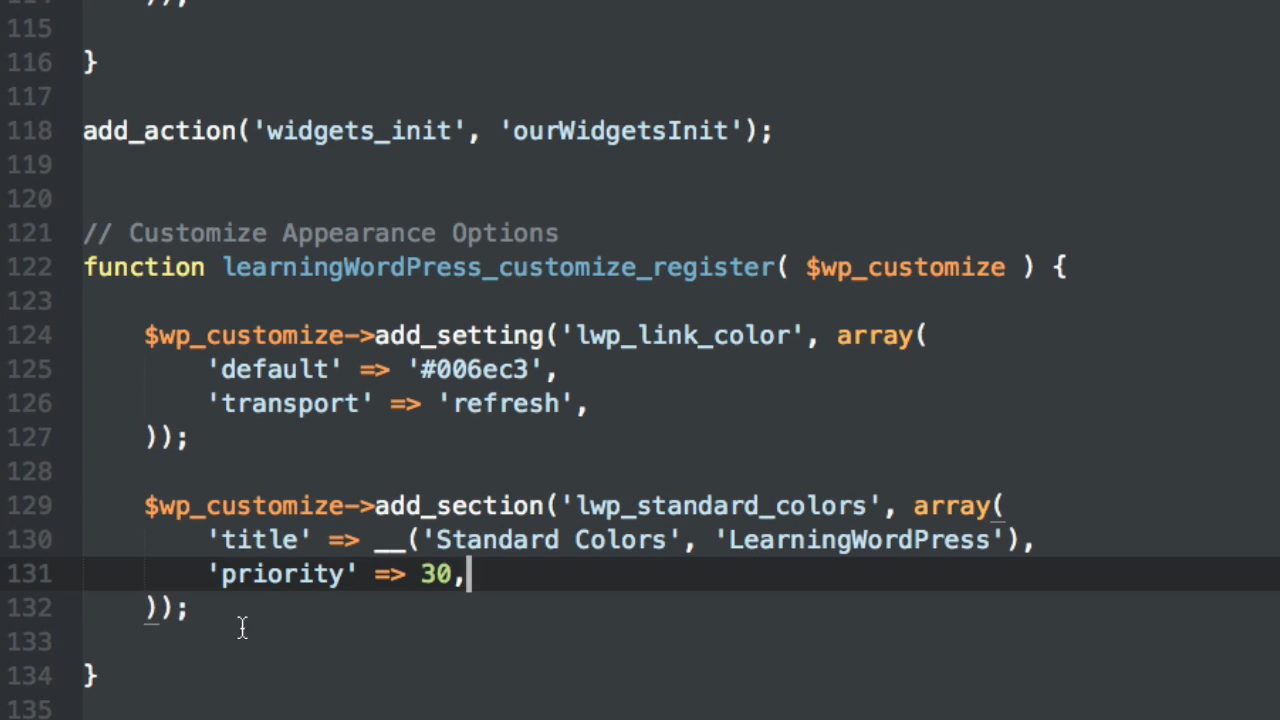 115
116 }
117
118 add_action('widgets_init', 'ourWidgetsInit');
119
120
121 // Customize Appearance Options
122 function learningWordPress_customize_register( $wp_customize ) {
123
124 $wp_customize->add_setting('lwp_link_color', array(
125 'default' => '#006ec3',
126 'transport' => 'refresh',
127 ));
128
129 $wp_customize->add_section('lwp_standard_colors', array(
130 'title' => __('Standard Colors', 'LearningWordPress'),
131 'priority' => 30,
132 ));
133
134 }
135